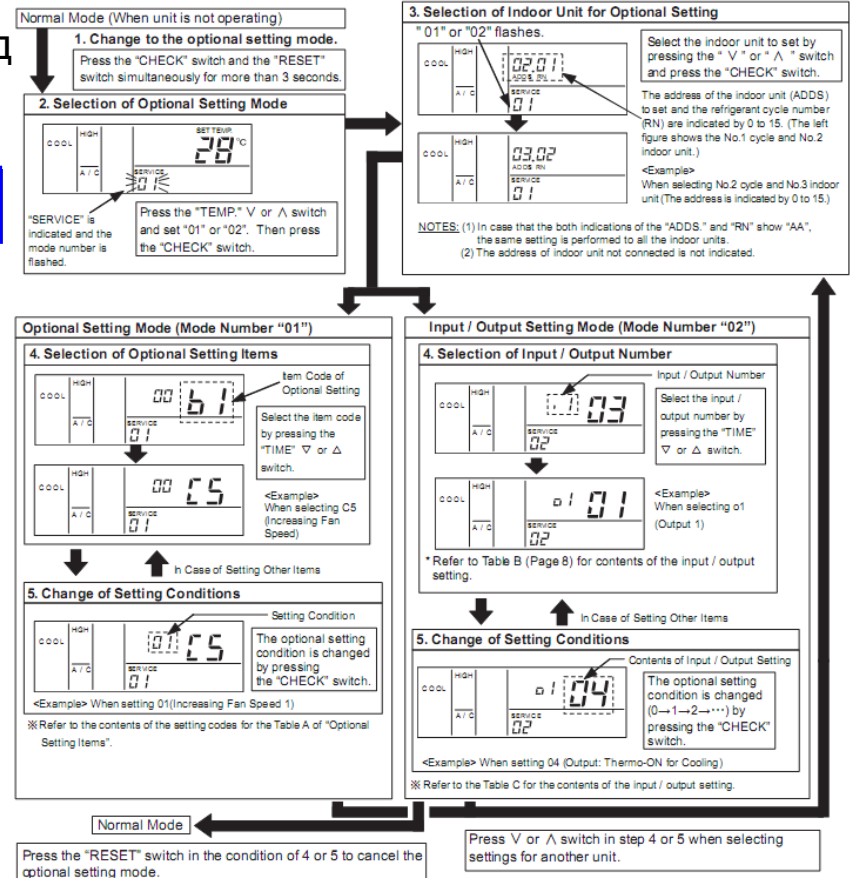 Normal Mode (When unit is not operating)
1. Change to the optional setting mode.
Press the "CHECK" switch and the "RESET"
switch simultaneously for more than 3 seconds.
2. Selection of Optional Setting Mode
COOL
HIGH
A / C
SET TEMP.
28°C
SERVICE
01
"SERVICE" is
indicated and the
mode number is
flashed.
Press the "TEMP." ∨ or ∧ switch
and set "01" or "02". Then press
the "CHECK" switch.
3. Selection of Indoor Unit for Optional Setting
" 01" or "02" flashes.
COOL
HIGH
A / C
02.01
ADDS RN
SERVICE
01
COOL
HIGH
A / C
03.02
ADDS RN
SERVICE
01
Select the indoor unit to set by
pressing the " ∨ " or " ∧ " switch
and press the "CHECK" switch.
The address of the indoor unit (ADDS)
to set and the refrigerant cycle number
(RN) are indicated by 0 to 15. (The left
figure shows the No.1 cycle and No.2
indoor unit.)
<Example>
When selecting No.2 cycle and No.3 indoor
unit (The address is indicated by 0 to 15.)
NOTES: (1) In case that the both indications of the "ADDS." and "RN" show "AA",
the same setting is performed to all the indoor units.
(2) The address of indoor unit not connected is not indicated.
Optional Setting Mode (Mode Number "01")
4. Selection of Optional Setting Items
COOL
HIGH
A / C
00 b1
SERVICE
01
Item Code of
Optional Setting
Select the item code
by pressing the
"TIME" ▽ or △
switch.
COOL
HIGH
A / C
00 C5
SERVICE
01
<Example>
When selecting C5
(Increasing Fan
Speed)
In Case of Setting Other Items
5. Change of Setting Conditions
Setting Condition
COOL
HIGH
A / C
01 C5
SERVICE
01
The optional setting
condition is changed
by pressing
the "CHECK" switch.
<Example> When setting 01(Increasing Fan Speed 1)
※Refer to the contents of the setting codes for the Table A of "Optional
Setting Items".
Input / Output Setting Mode (Mode Number "02")
4. Selection of Input / Output Number
Input / Output Number
COOL
HIGH
A / C
i1 03
SERVICE
02
Select the input /
output number by
pressing the "TIME"
▽ or △ switch.
COOL
HIGH
A / C
o1 01
SERVICE
02
<Example>
When selecting o1
(Output 1)
* Refer to Table B (Page 8) for contents of the input / output
setting.
In Case of Setting Other Items
5. Change of Setting Conditions
Contents of Input / Output Setting
COOL
HIGH
A / C
o1 04
SERVICE
02
The optional setting
condition is changed
(0→1→2→⋯) by
pressing the "CHECK"
switch.
<Example> When setting 04 (Output: Thermo-ON for Cooling)
※ Refer to the Table C for the contents of the input / output setting.
Normal Mode
Press the "RESET" switch in the condition of 4 or 5 to cancel the
optional setting mode.
Press ∨ or ∧ switch in step 4 or 5 when selecting
settings for another unit.